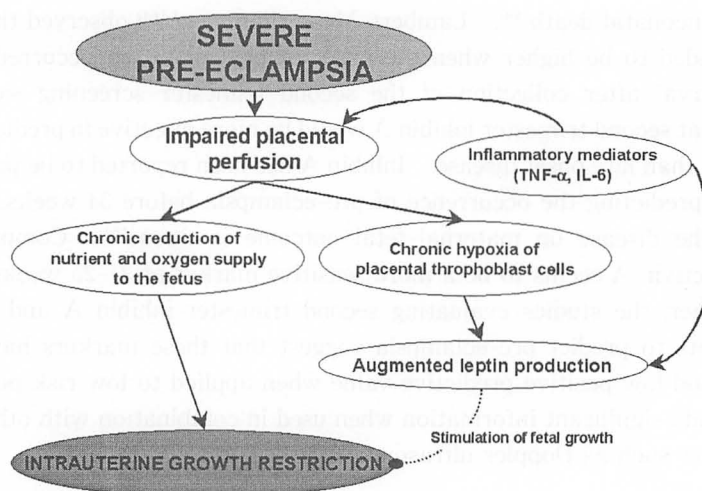 SEVERE
PRE-ECLAMPSIA
Impaired placental
perfusion
Inflammatory mediators
(TNF-α, IL-6)
Chronic reduction of
nutrient and oxygen supply
to the fetus
Chronic hypoxia of
placental throphoblast cells
Augmented leptin production
Stimulation of fetal growth
INTRAUTERINE GROWTH RESTRICTION